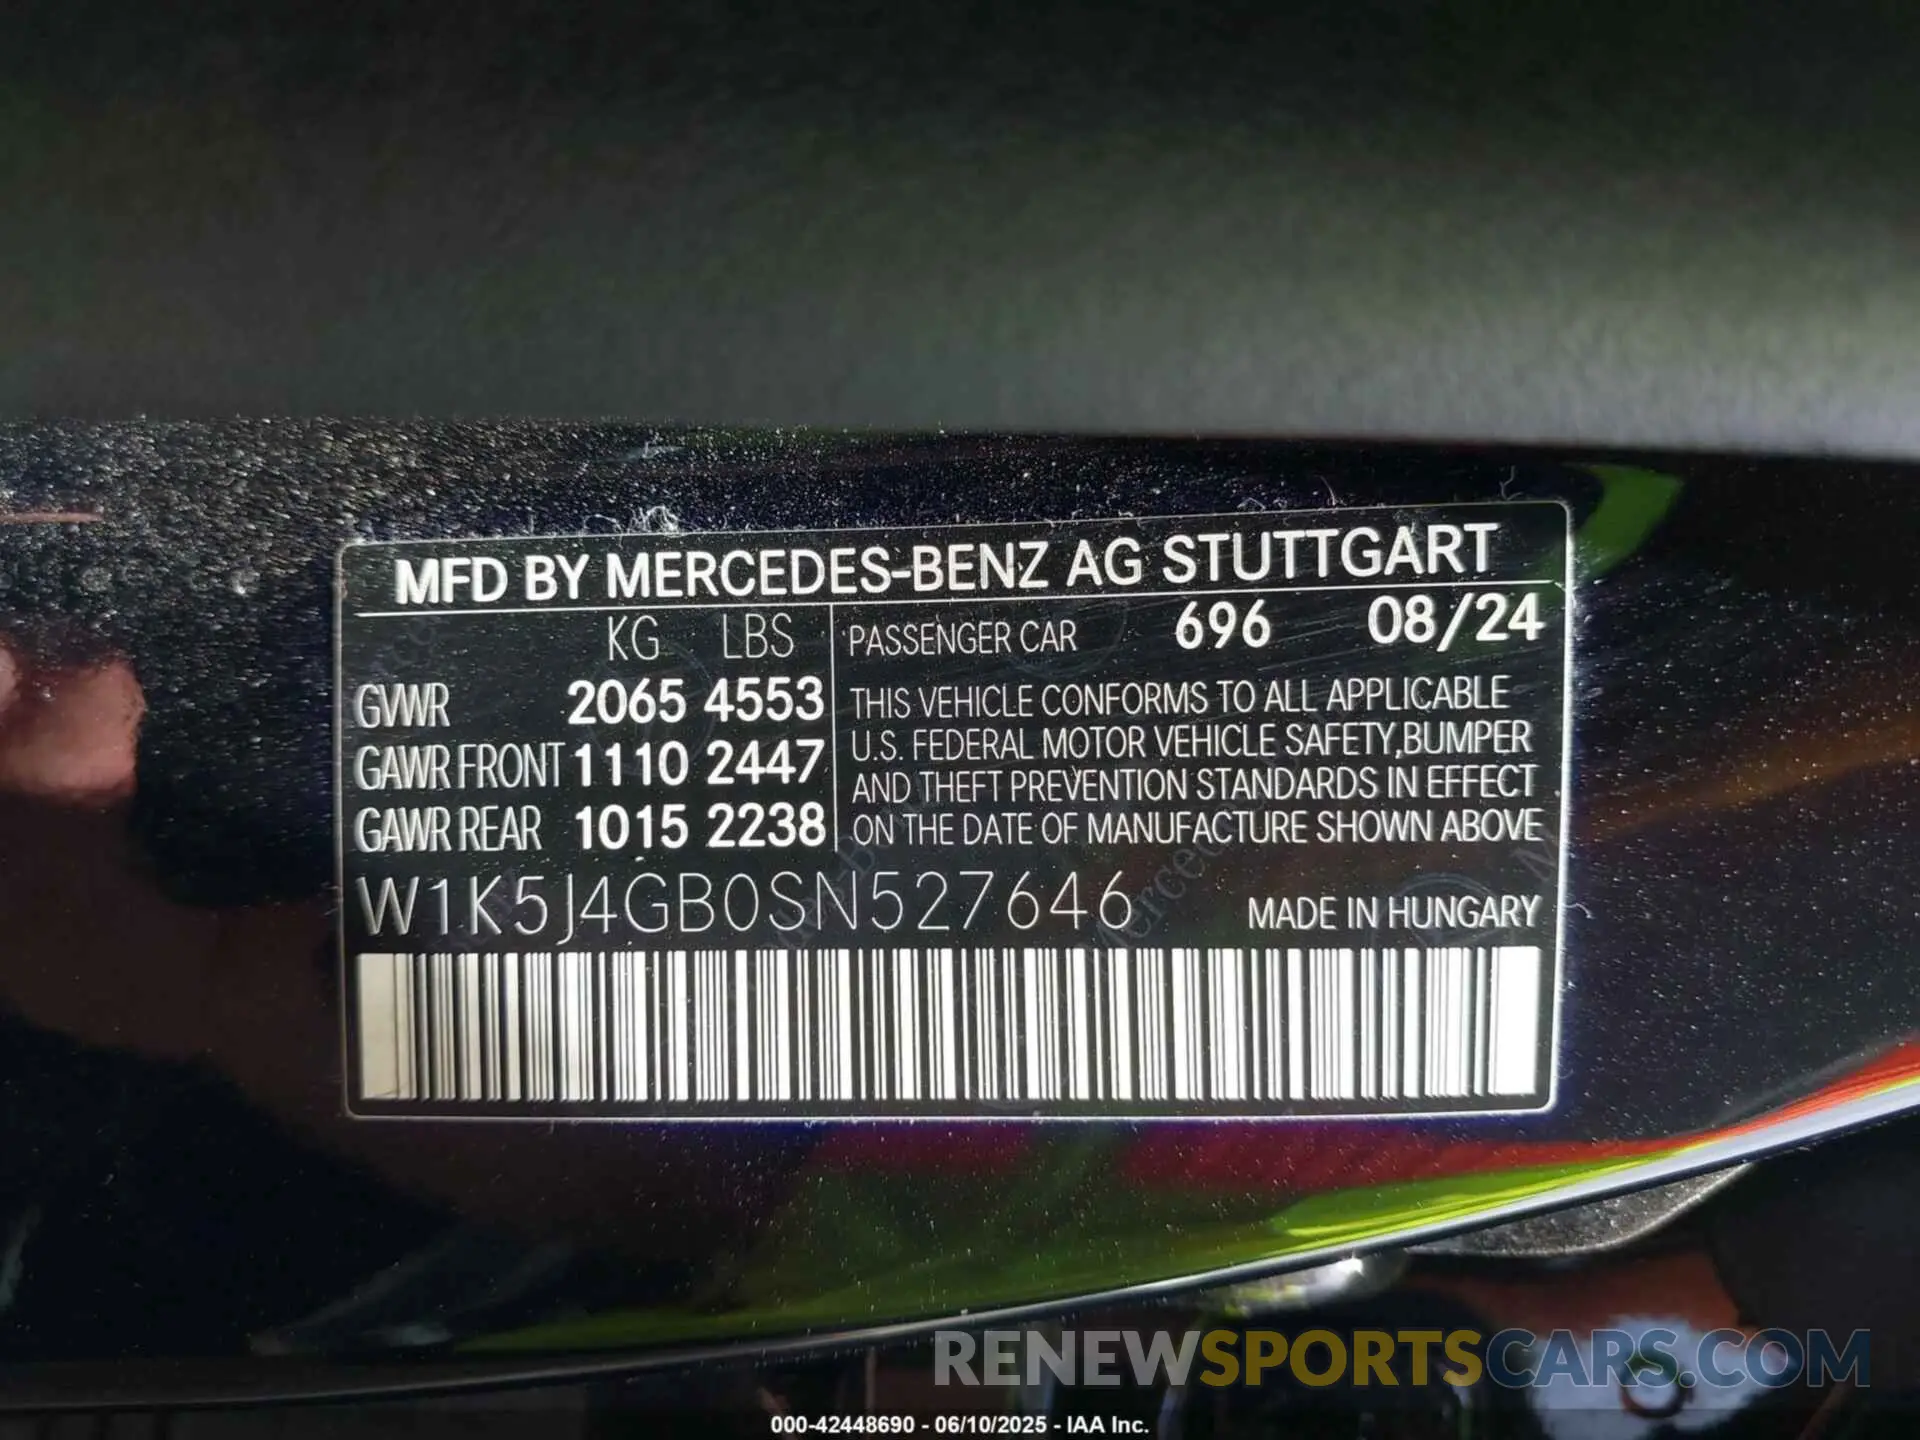 MFD BY MERCEDES-BENZ AG STUTTGART
KG LBS
PASSENGER CAR 696 08/24
GVWR 2065 4553
GAWR FRONT 1110 2447
GAWR REAR 1015 2238
THIS VEHICLE CONFORMS TO ALL APPLICABLE
U.S. FEDERAL MOTOR VEHICLE SAFETY,BUMPER
AND THEFT PREVENTION STANDARDS IN EFFECT
ON THE DATE OF MANUFACTURE SHOWN ABOVE
W1K5J4GB0SN527646
MADE IN HUNGARY
RENEWSPORTSCARS.COM
000-42448690 - 06/10/2025 - IAA Inc.